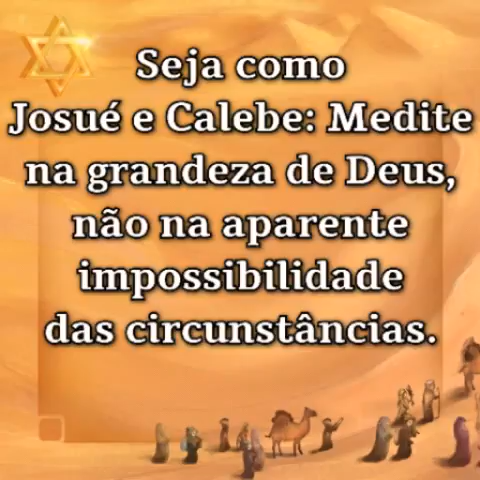 Seja como
Josué e Calebe: Medite
na grandeza de Deus,
não na aparente
impossibilidade
das circunstâncias.